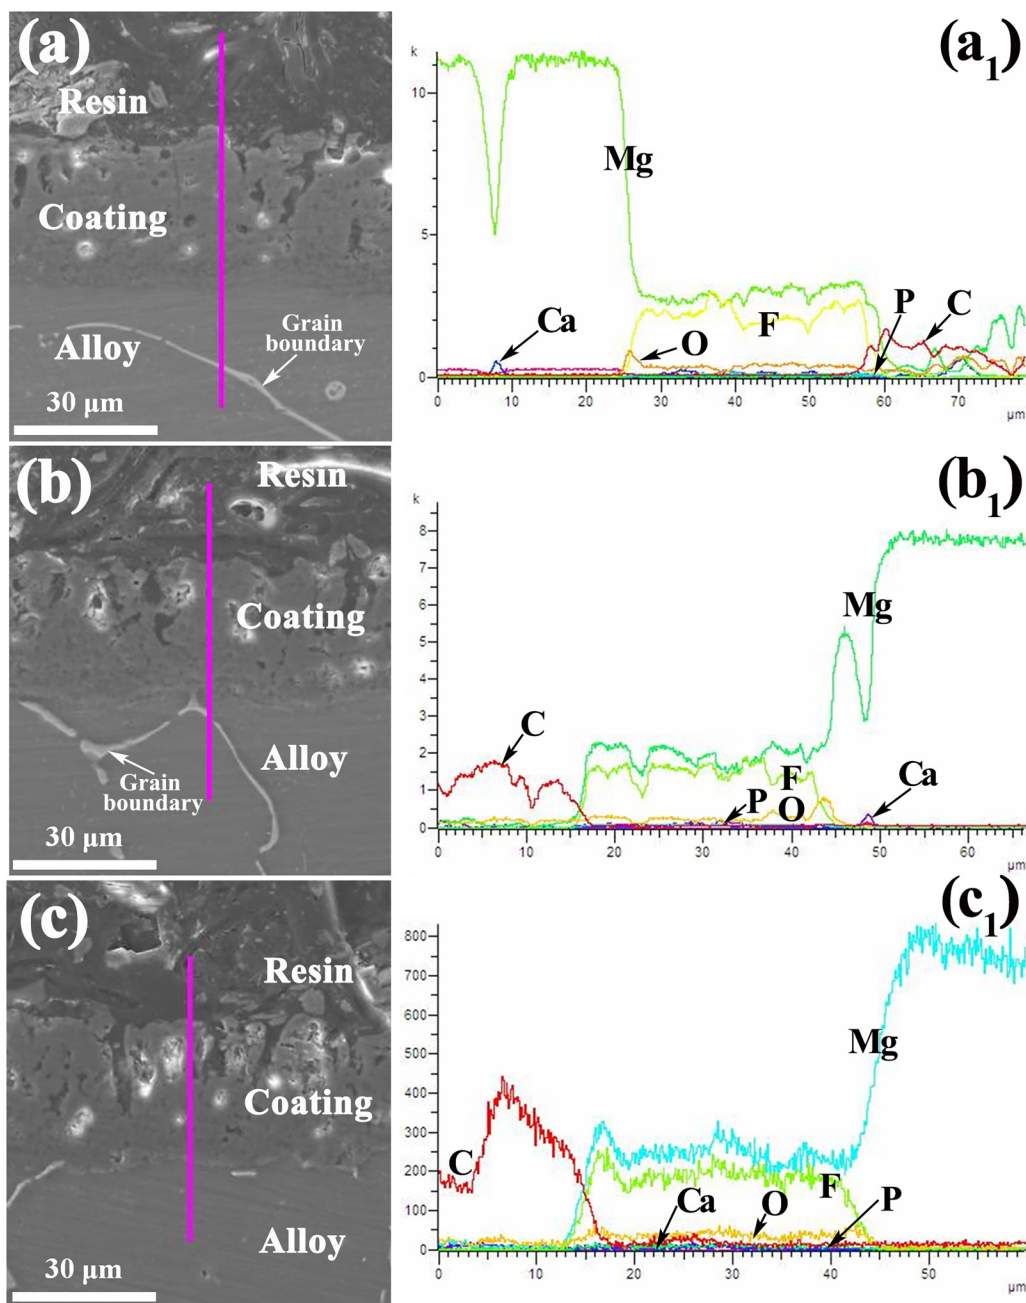 (a)
Resin
Coating
Alloy
Grain
boundary
30 µm
(a1)
k
10
5
0
Mg
Ca
O
F
P
C
0 10 20 30 40 50 60 70
µm
(b)
Resin
Coating
Alloy
Grain
boundary
30 µm
(b1)
k
8
7
6
5
4
3
2
1
0
Mg
C
F
P
O
Ca
0 10 20 30 40 50 60
µm
(c)
Resin
Coating
Alloy
30 µm
(c1)
800
700
600
500
400
300
200
100
0
Mg
C
Ca
O
F
P
0 10 20 30 40 50
µm